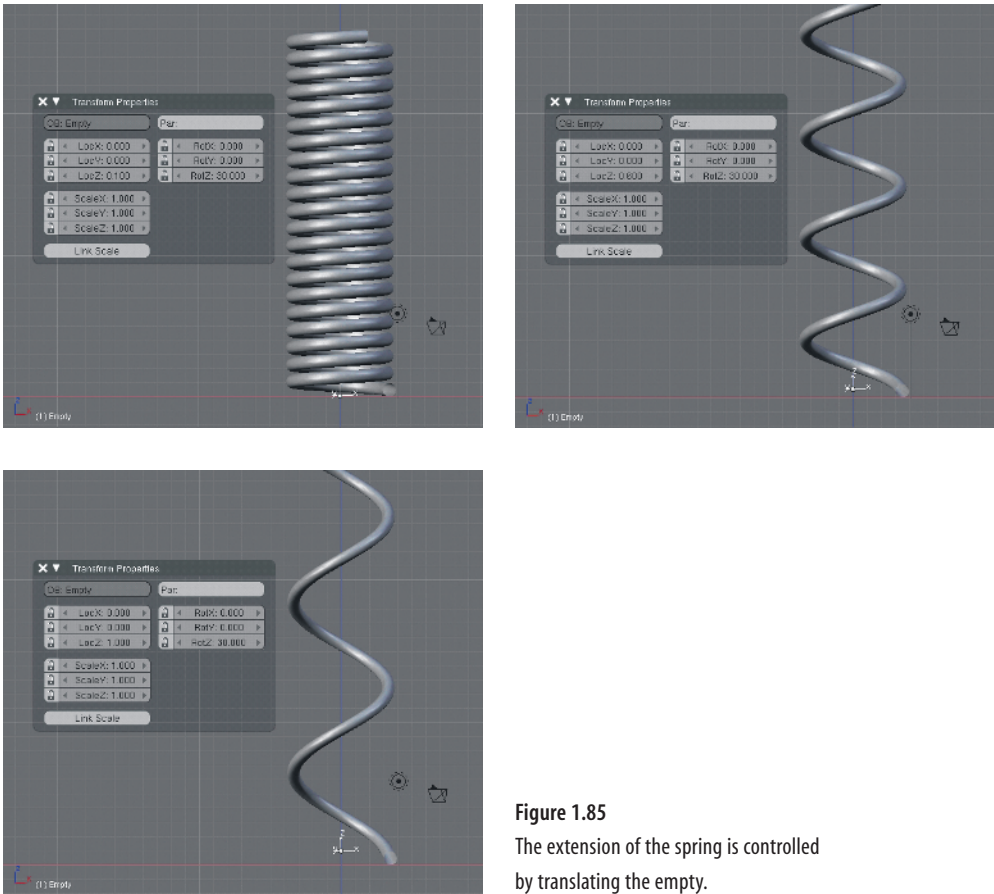 Transform Properties
OB: Empty Par:
LocX: 0.000 RotX: 0.000
LocY: 0.000 RotY: 0.000
LocZ: 0.100 RotZ: 30.000
ScaleX: 1.000
ScaleY: 1.000
ScaleZ: 1.000
Link Scale
z
x
z
x
(1) Empty
Transform Properties
OB: Empty Par:
LocX: 0.000 RotX: 0.000
LocY: 0.000 RotY: 0.000
LocZ: 0.800 RotZ: 30.000
ScaleX: 1.000
ScaleY: 1.000
ScaleZ: 1.000
Link Scale
z
x
z
x
(1) Empty
Transform Properties
OB: Empty Par:
LocX: 0.000 RotX: 0.000
LocY: 0.000 RotY: 0.000
LocZ: 1.000 RotZ: 30.000
ScaleX: 1.000
ScaleY: 1.000
ScaleZ: 1.000
Link Scale
z
x
z
x
(1) Empty
Figure 1.85
The extension of the spring is controlled
by translating the empty.